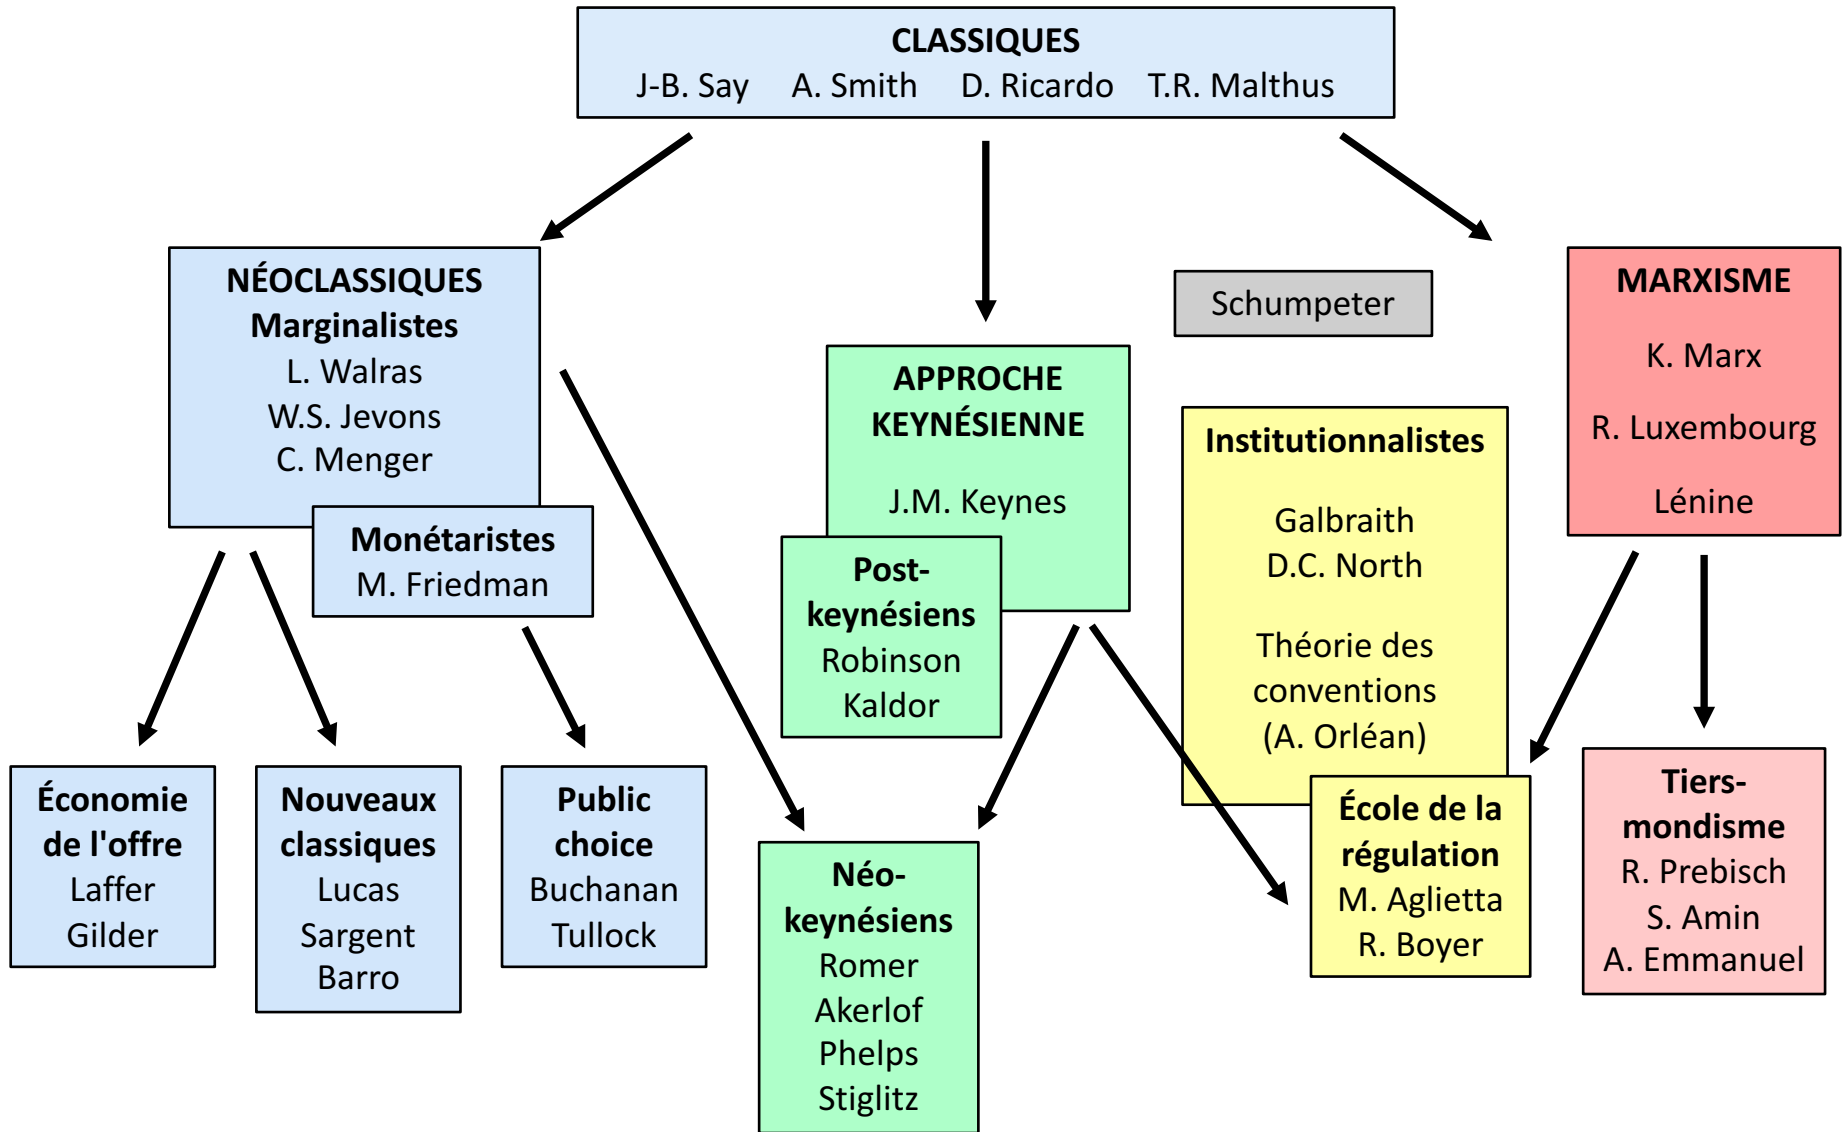 CLASSIQUES
J-B. Say A. Smith D. Ricardo T.R. Malthus
NÉOCLASSIQUES
Marginalistes
L. Walras
W.S. Jevons
C. Menger
Monétaristes
M. Friedman
Schumpeter
APPROCHE
KEYNÉSIENNE
J.M. Keynes
Post-
keynésiens
Robinson
Kaldor
Institutionnalistes
Galbraith
D.C. North
Théorie des
conventions
(A. Orléan)
MARXISME
K. Marx
R. Luxembourg
Lénine
Économie
de l'offre
Laffer
Gilder
Nouveaux
classiques
Lucas
Sargent
Barro
Public
choice
Buchanan
Tullock
Néo-
keynésiens
Romer
Akerlof
Phelps
Stiglitz
École de la
régulation
M. Aglietta
R. Boyer
Tiers-
mondisme
R. Prebisch
S. Amin
A. Emmanuel